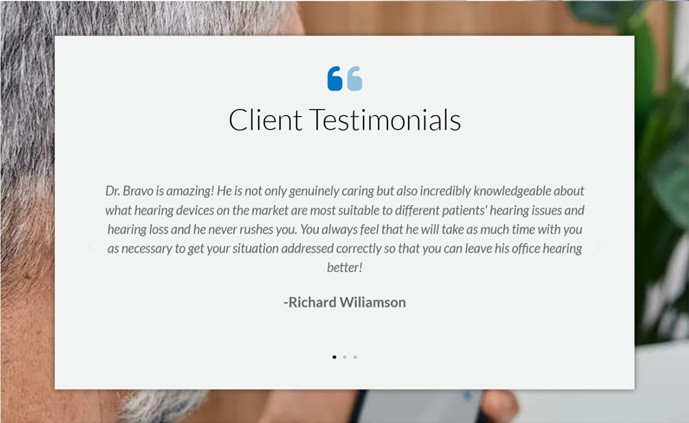 Client Testimonials
Dr. Bravo is amazing! He is not only genuinely caring but also incredibly knowledgeable about
what hearing devices on the market are most suitable to different patients' hearing issues and
hearing loss and he never rushes you. You always feel that he will take as much time with you
as necessary to get your situation addressed correctly so that you can leave his office hearing
better!
-Richard Wiliamson